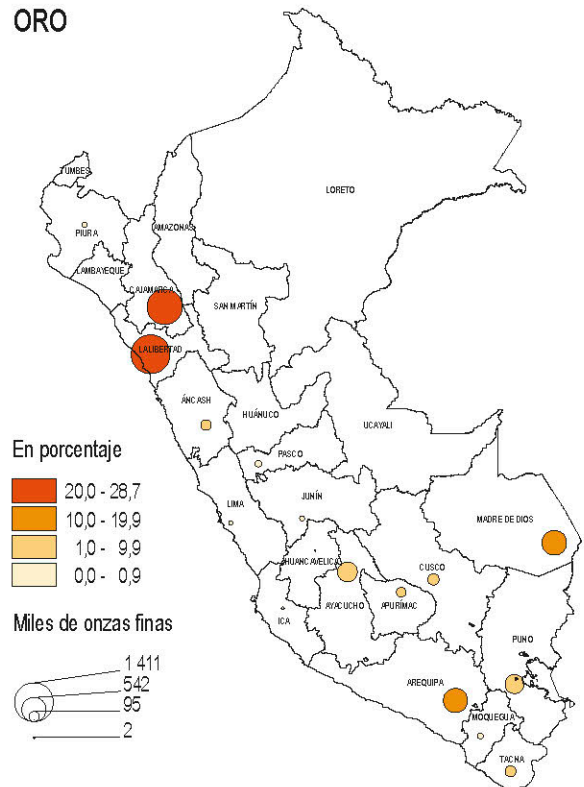 ORO
TUMBES
LORETO
PIURA
AMAZONAS
LAMBAYEQUE
CAJAMARCA
SAN MARTÍN
LA LIBERTAD
ÁNCASH
HUÁNUCO
UCAYALI
PASCO
LIMA
JUNÍN
MADRE DE DIOS
HUANCAVELICA
CUSCO
ICA
AYACUCHO
APURÍMAC
PUNO
AREQUIPA
MOQUEGUA
TACNA
En porcentaje
20,0 - 28,7
10,0 - 19,9
1,0 - 9,9
0,0 - 0,9
Miles de onzas finas
1 411
542
95
2